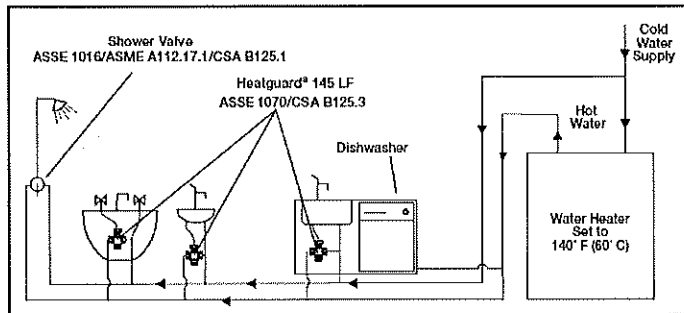 Shower Valve
ASSE 1016/ASME A112.17.1/CSA B125.1
Heatguardª 145 LF
ASSE 1070/CSA B125.3
Dishwasher
Cold
Water
Supply
Hot
Water
Water Heater
Set to
140˚ F (60˚ C)